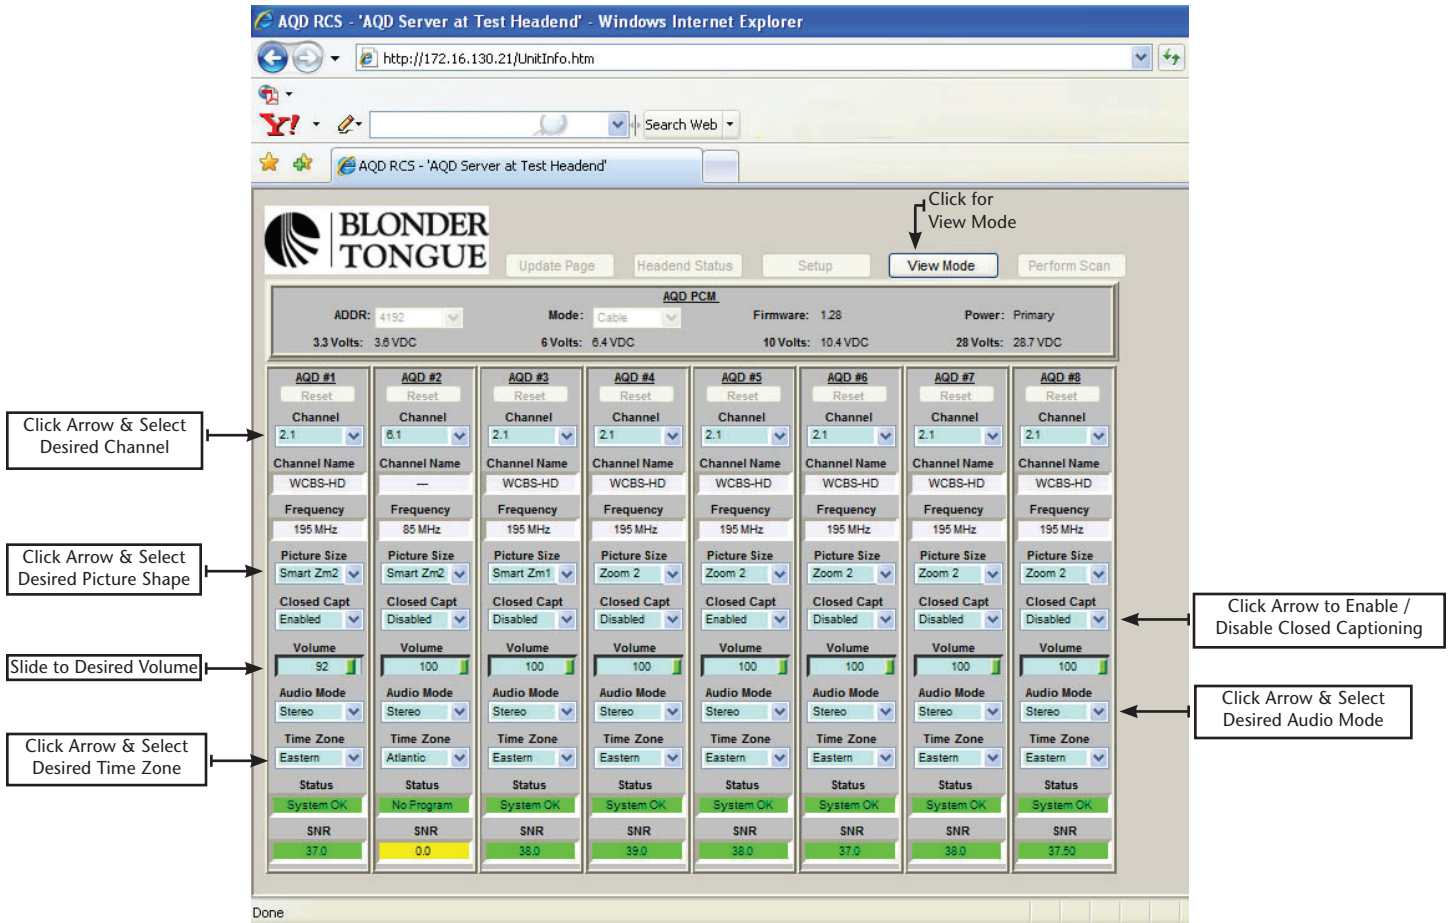 AQD RCS - 'AQD Server at Test Headend' - Windows Internet Explorer
http://172.16.130.21/UnitInfo.htm
Y!
Search Web
AQD RCS - 'AQD Server at Test Headend'
Click for
View Mode
BLONDER
TONGUE
Update Page Headend Status Setup View Mode Perform Scan
AQD PCM
ADDR: 4192 Mode: Cable Firmware: 1.28 Power: Primary
3.3 Volts: 3.6 VDC 6 Volts: 6.4 VDC 10 Volts: 10.4 VDC 28 Volts: 28.7 VDC
AQD #1 AQD #2 AQD #3 AQD #4 AQD #5 AQD #6 AQD #7 AQD #8
Reset Reset Reset Reset Reset Reset Reset Reset
Channel Channel Channel Channel Channel Channel Channel Channel
Click Arrow & Select
Desired Channel
2.1 6.1 2.1 2.1 2.1 2.1 2.1 2.1
Channel Name Channel Name Channel Name Channel Name Channel Name Channel Name Channel Name Channel Name
WCBS-HD --- WCBS-HD WCBS-HD WCBS-HD WCBS-HD WCBS-HD WCBS-HD
Frequency Frequency Frequency Frequency Frequency Frequency Frequency Frequency
195 MHz 85 MHz 195 MHz 195 MHz 195 MHz 195 MHz 195 MHz 195 MHz
Picture Size Picture Size Picture Size Picture Size Picture Size Picture Size Picture Size Picture Size
Click Arrow & Select
Desired Picture Shape
Smart Zm2 Smart Zm2 Smart Zm1 Zoom 2 Zoom 2 Zoom 2 Zoom 2 Zoom 2
Closed Capt Closed Capt Closed Capt Closed Capt Closed Capt Closed Capt Closed Capt Closed Capt
Enabled Disabled Disabled Disabled Enabled Disabled Disabled Disabled
Click Arrow to Enable /
Disable Closed Captioning
Volume Volume Volume Volume Volume Volume Volume Volume
Slide to Desired Volume
92 100 100 100 100 100 100 100
Audio Mode Audio Mode Audio Mode Audio Mode Audio Mode Audio Mode Audio Mode Audio Mode
Stereo Stereo Stereo Stereo Stereo Stereo Stereo Stereo
Click Arrow & Select
Desired Audio Mode
Time Zone Time Zone Time Zone Time Zone Time Zone Time Zone Time Zone Time Zone
Click Arrow & Select
Desired Time Zone
Eastern Atlantic Eastern Eastern Eastern Eastern Eastern Eastern
Status Status Status Status Status Status Status Status
System OK No Program System OK System OK System OK System OK System OK System OK
SNR SNR SNR SNR SNR SNR SNR SNR
37.0 0.0 38.0 39.0 38.0 37.0 38.0 37.50
Done